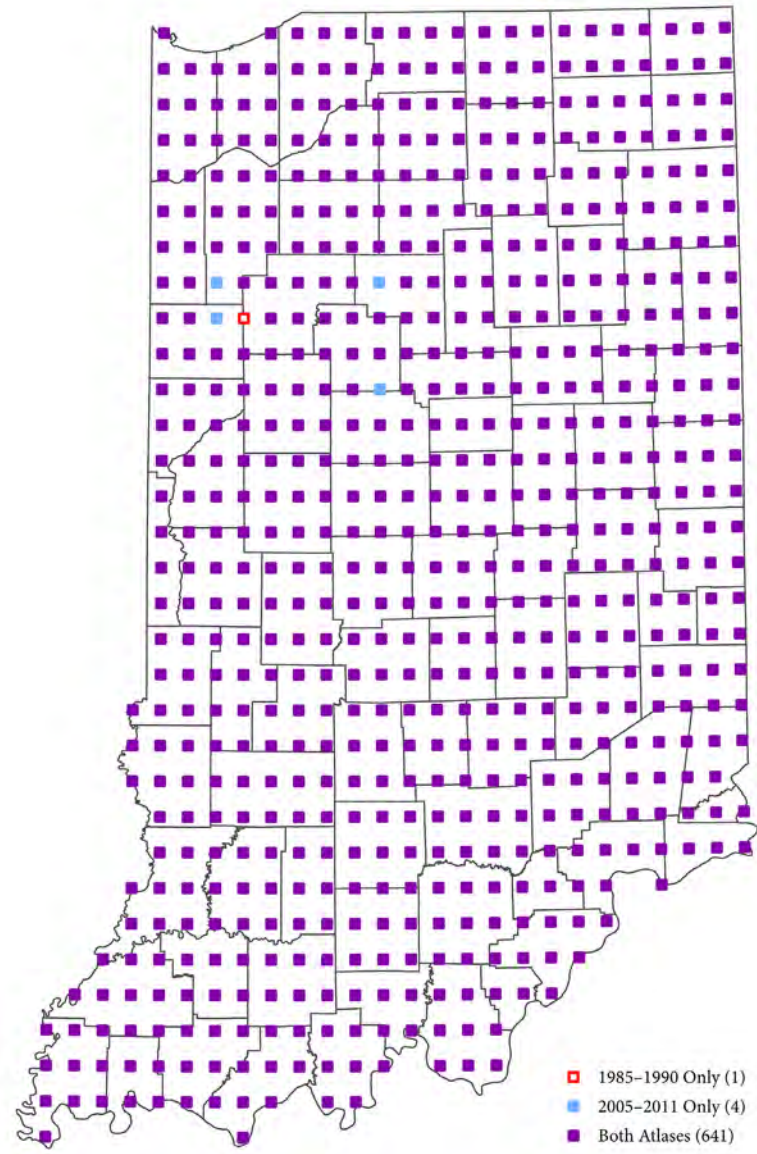 1985–1990 Only (1)
2005–2011 Only (4)
Both Atlases (641)